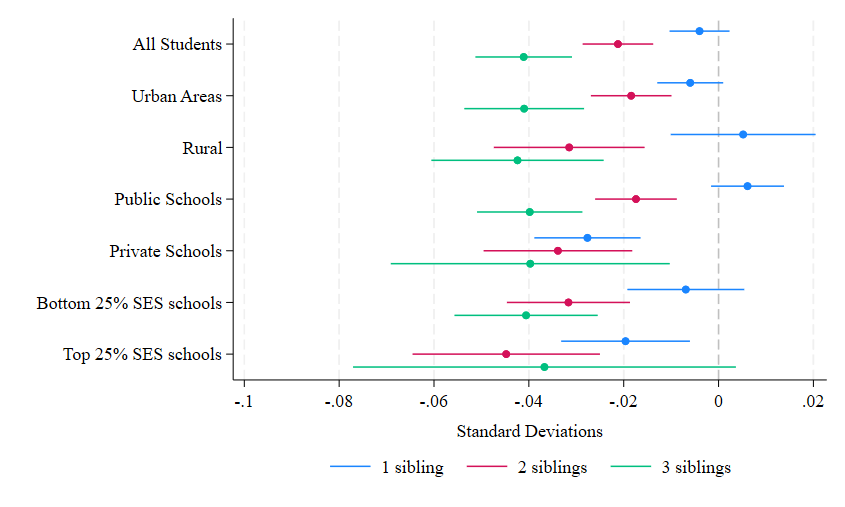 All Students
Urban Areas
Rural
Public Schools
Private Schools
Bottom 25% SES schools
Top 25% SES schools
-.1 -.08 -.06 -.04 -.02 0 .02
Standard Deviations
1 sibling 2 siblings 3 siblings